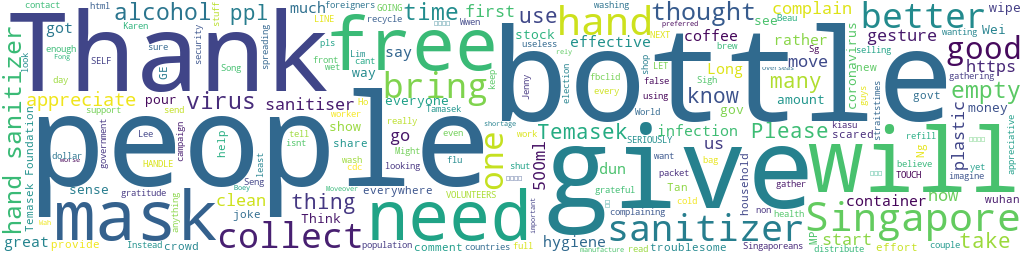 Thank
people
bottle
free
give
will
need
mask
Singapore
sanitizer
hand
better
bring
collect
hand sanitizer
Temasek
Please
virus
alcohol
ppl
time
use
thought
many
know
good
empty
take
one
thing
go
us
infection
500ml
plastic
container
start
now
appreciate
sanitiser
everyone
much
first
effective
coffee
rather
move
complain
gesture
https
wipe
see
Wei
Long
gov
amount
govt
money
scared
new
selling
coronavirus
Temasek Foundation
great
provide
sense
clean
joke
crowd
pour
got
day
say
way
stock
show
share
help
everywhere
Think
comment
hygiene
troublesome
household
dun
Tan
complaining
grateful
gratitude
campaign
government
security
spreading
foreigners
recycle
GOING
LINE
NEXT
SERIOUSLY
VOLUNTEERS
HANDLE
SELF
TOUCH
LET
GE
Karen
html
contact
look
stuff
sure
enough
Fong
Lim
Song
Lee
Seng
Boey
Ho
Jenny
Beau
Wwen
Sg
Ng
MP
Sigh
World
election
useless
washing
preferred
shop
using
false
every
fbclid
brew
rely
keep
pls
cant
wet
front
worker
wash
tell
isnt
least
support
send
dollar
anything
Instead
population
countries
looking
Might
really
even
flu
work
shortage
shut
important
full
read
manufacture
want
bag
packet
cold
non
gather
health
Singaporeans
distribute
effort
couple
wuhan
appreciative
imagine
yet
believe
refill
kiasu
straitstimes
gathering
wanting
guys
Moveover
Overseas